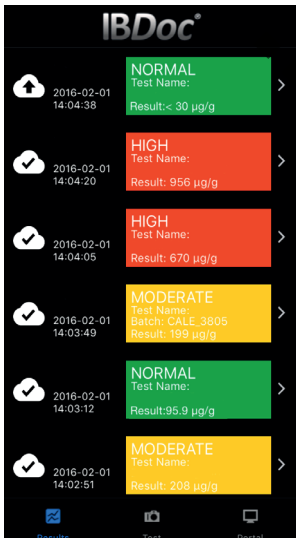 IBDoc®
NORMAL
Test Name:
2016-02-01
14:04:38
Result:< 30 µg/g
HIGH
Test Name:
2016-02-01
14:04:20
Result: 956 µg/g
HIGH
Test Name:
2016-02-01
14:04:05
Result: 670 µg/g
MODERATE
Test Name:
Batch: CALE_3805
2016-02-01
14:03:49
Result: 199 µg/g
NORMAL
Test Name:
2016-02-01
14:03:12
Result:95.9 µg/g
MODERATE
Test Name:
2016-02-01
14:02:51
Result: 208 µg/g
Results Test Portal